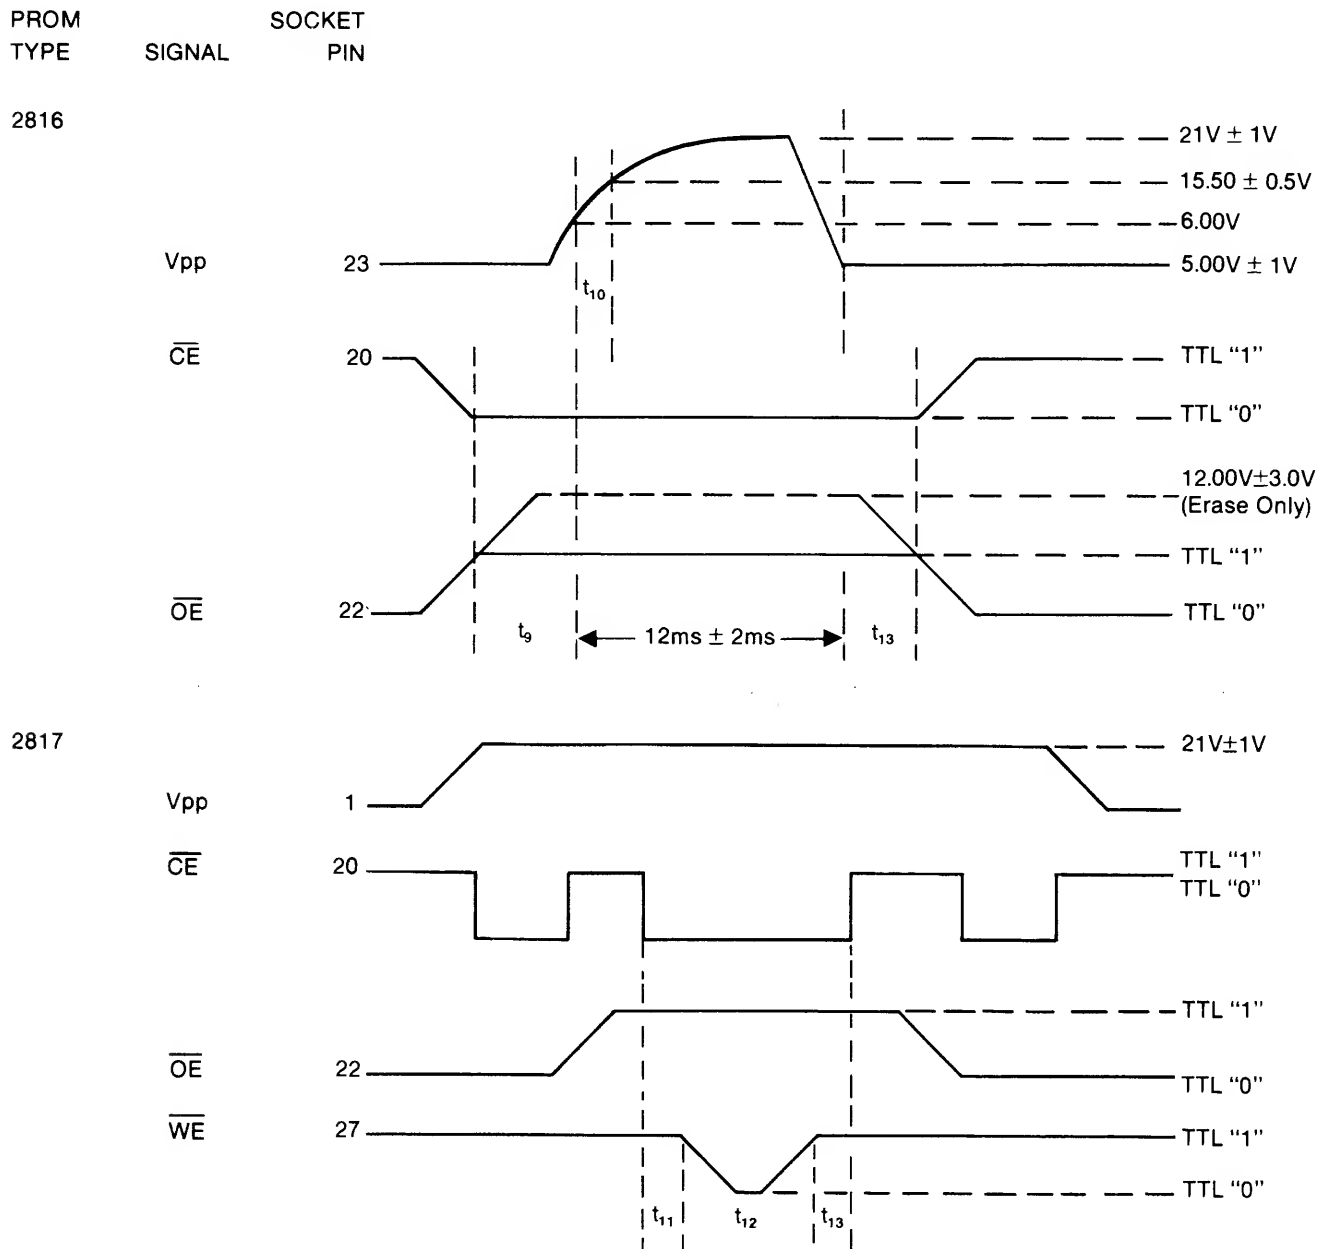 PROM SOCKET
TYPE SIGNAL PIN
2816
21V ± 1V
15.50 ± 0.5V
6.00V
Vpp 23 5.00V ± 1V
t10
CE 20 TTL "1"
TTL "0"
12.00V±3.0V
(Erase Only)
TTL "1"
OE 22 TTL "0"
t9 12ms ± 2ms t13
2817 21V±1V
Vpp 1
CE 20 TTL "1"
TTL "0"
TTL "1"
OE 22 TTL "0"
WE 27 TTL "1"
TTL "0"
t11 t12 t13